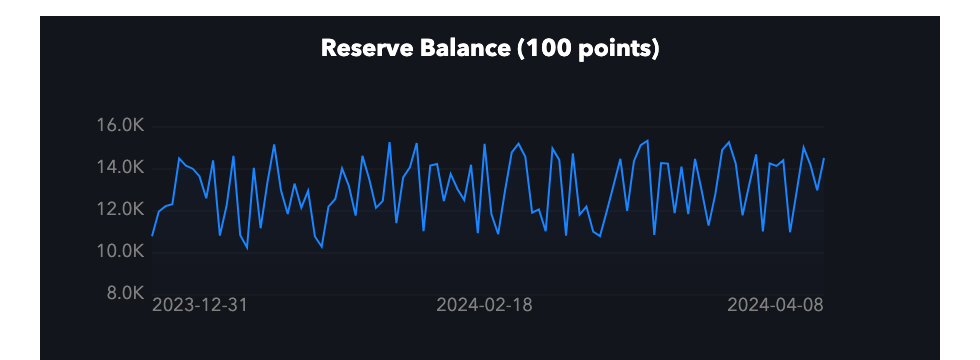 Reserve Balance (100 points)
16.0K
14.0K
12.0K
10.0K
8.0K
2023-12-31 2024-02-18 2024-04-08